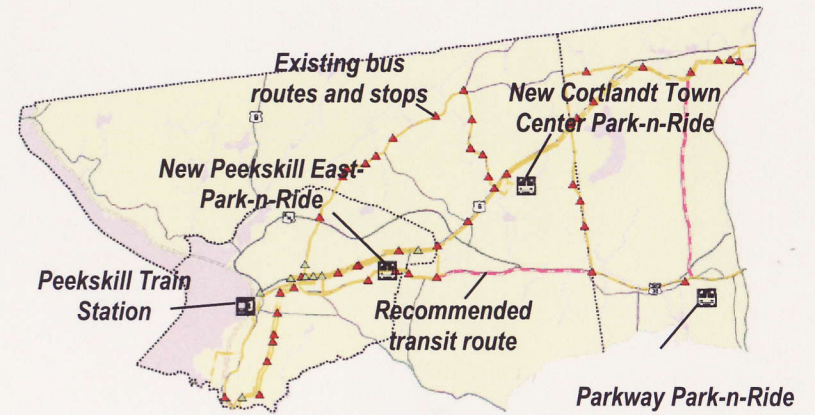 Existing bus
routes and stops
New Cortlandt Town
Center Park-n-Ride
New Peekskill East-
Park-n-Ride
Peekskill Train
Station
Recommended
transit route
Parkway Park-n-Ride